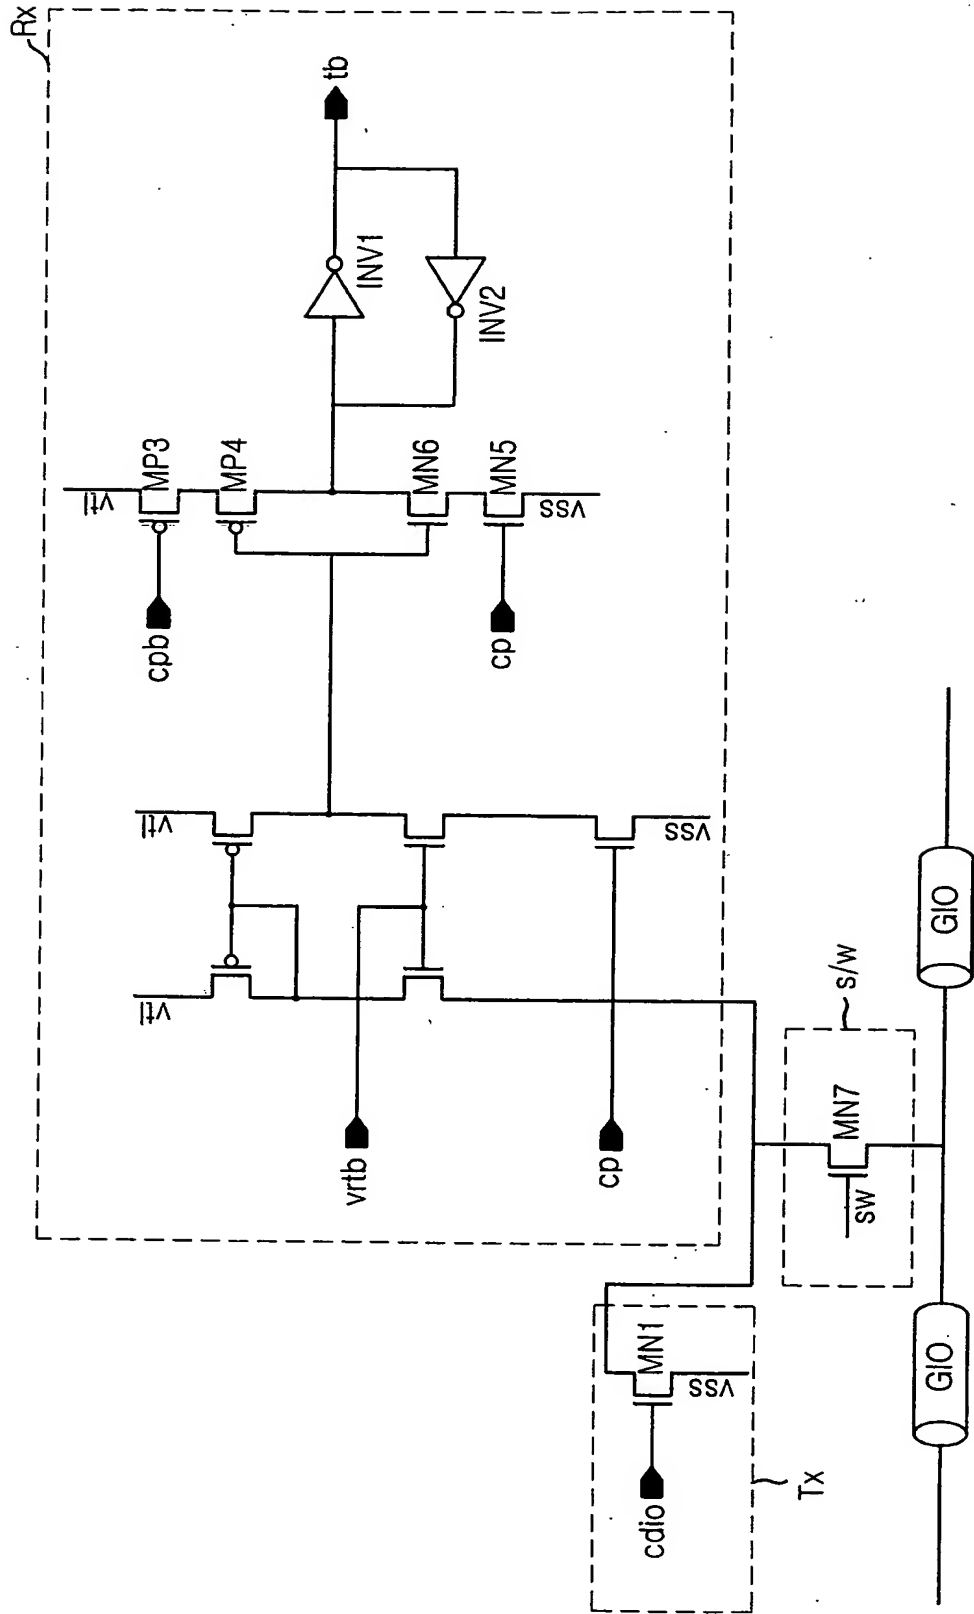 Rx
vtl
vtl
vrtb
cp
vss
cpb
vtl
MP3
MP4
MN6
MN5
cp
vss
INV1
INV2
tb
cdio
MN1
vss
Tx
sw
MN7
s/w
GIO
GIO